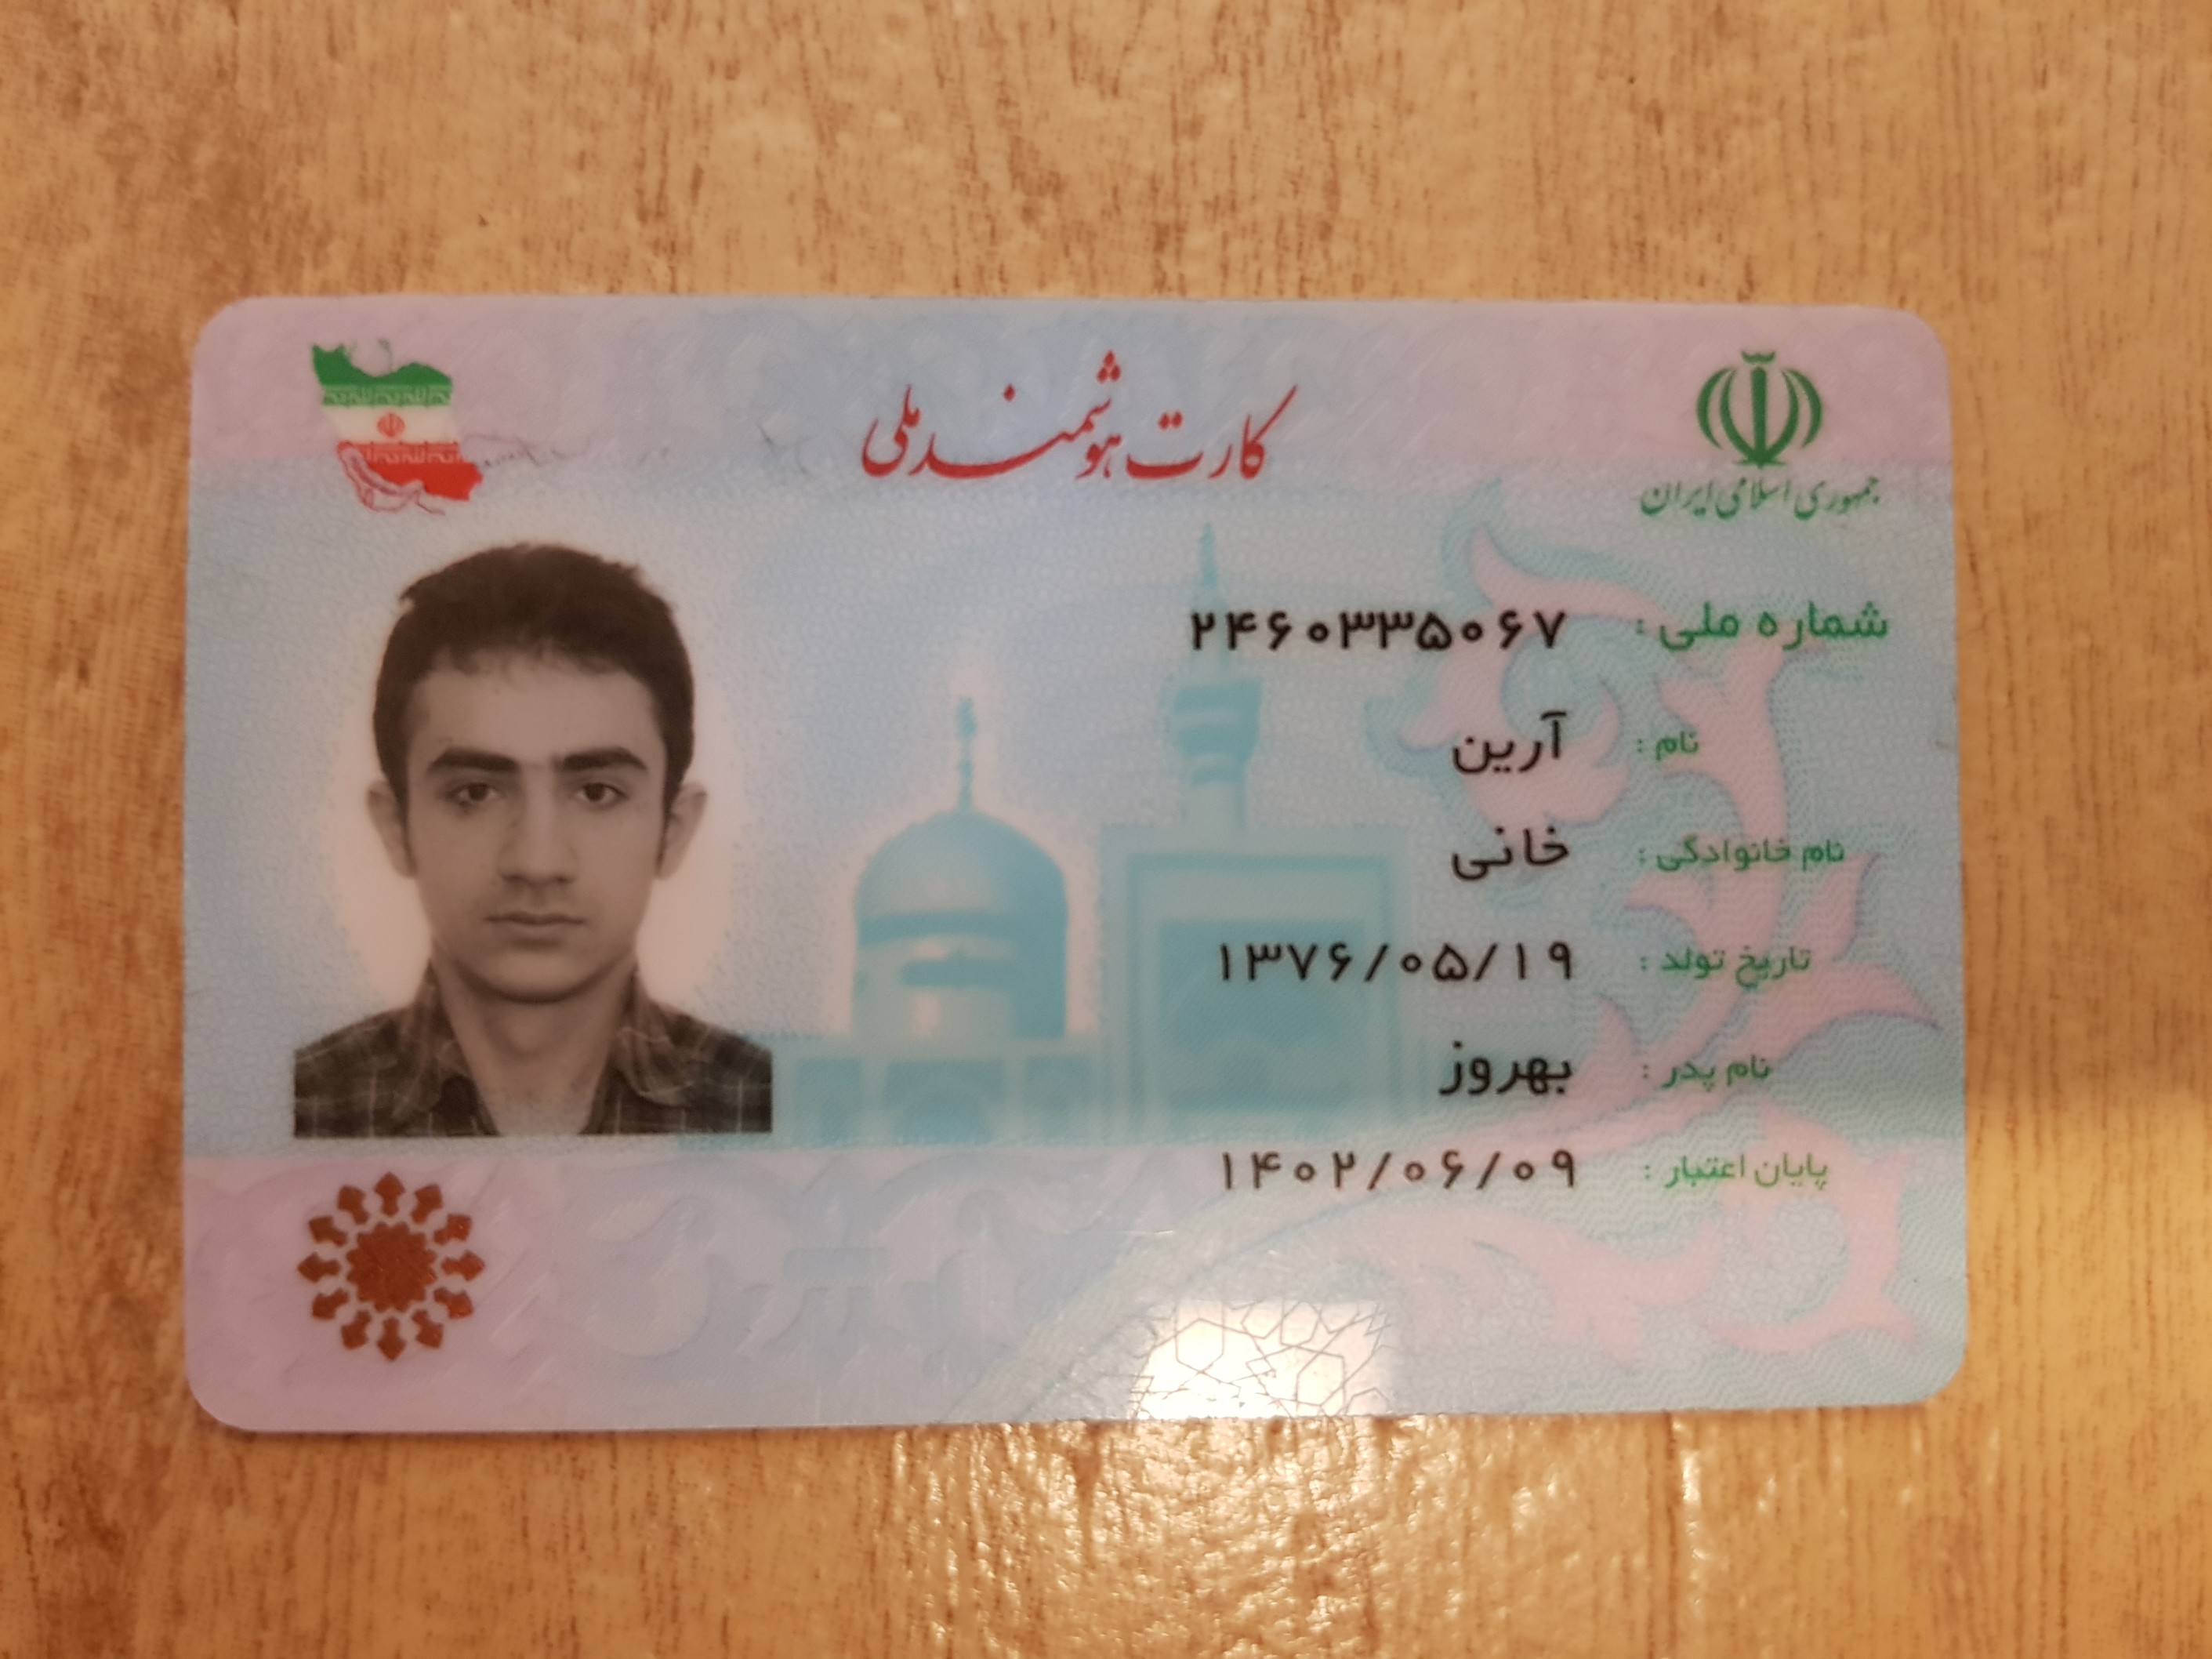 کارت هوشمند ملی
جمهوری اسلامی ایران
شماره ملی : ۲۴۶۰۳۳۵۰۶۷
نام : آرین
نام خانوادگی : خانی
تاریخ تولد : ۱۳۷۶/۰۵/۱۹
نام پدر : بهروز
پایان اعتبار : ۱۴۰۲/۰۶/۰۹